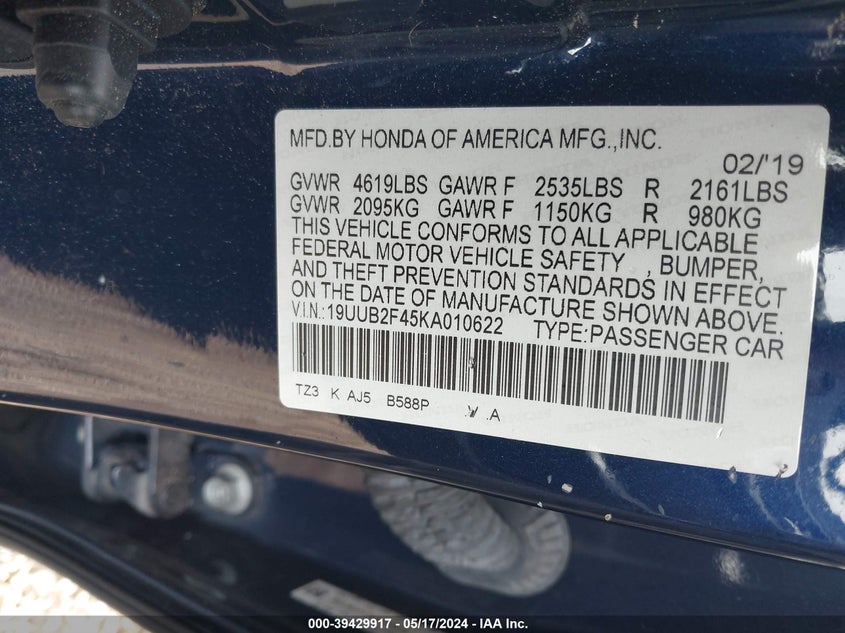 MFD.BY HONDA OF AMERICA MFG.,INC.
02/'19
GVWR 4619LBS GAWR F 2535LBS R 2161LBS
GVWR 2095KG GAWR F 1150KG R 980KG
THIS VEHICLE CONFORMS TO ALL APPLICABLE
FEDERAL MOTOR VEHICLE SAFETY , BUMPER,
AND THEFT PREVENTION STANDARDS IN EFFECT
ON THE DATE OF MANUFACTURE SHOWN ABOVE.
V.I.N.:19UUB2F45KA010622 TYPE:PASSENGER CAR
TZ3 K AJ5 B588P .V .A
000-39429917 - 05/17/2024 - IAA Inc.